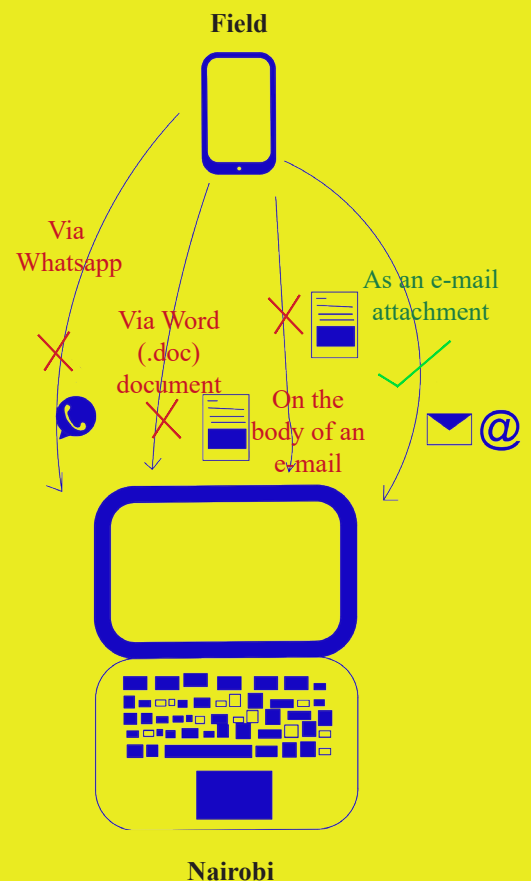 Field
Via
Whatsapp
As an e-mail
attachment
Via Word
(.doc)
document
On the
body of an
e-mail
@
Nairobi